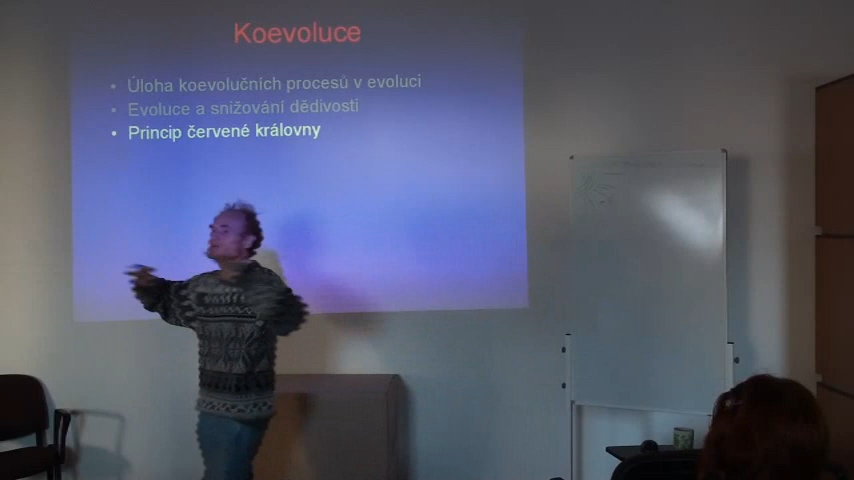 Koevoluce
Úloha koevolučních procesů v evoluci
Evoluce a snižování dědivosti
Princip červené královny